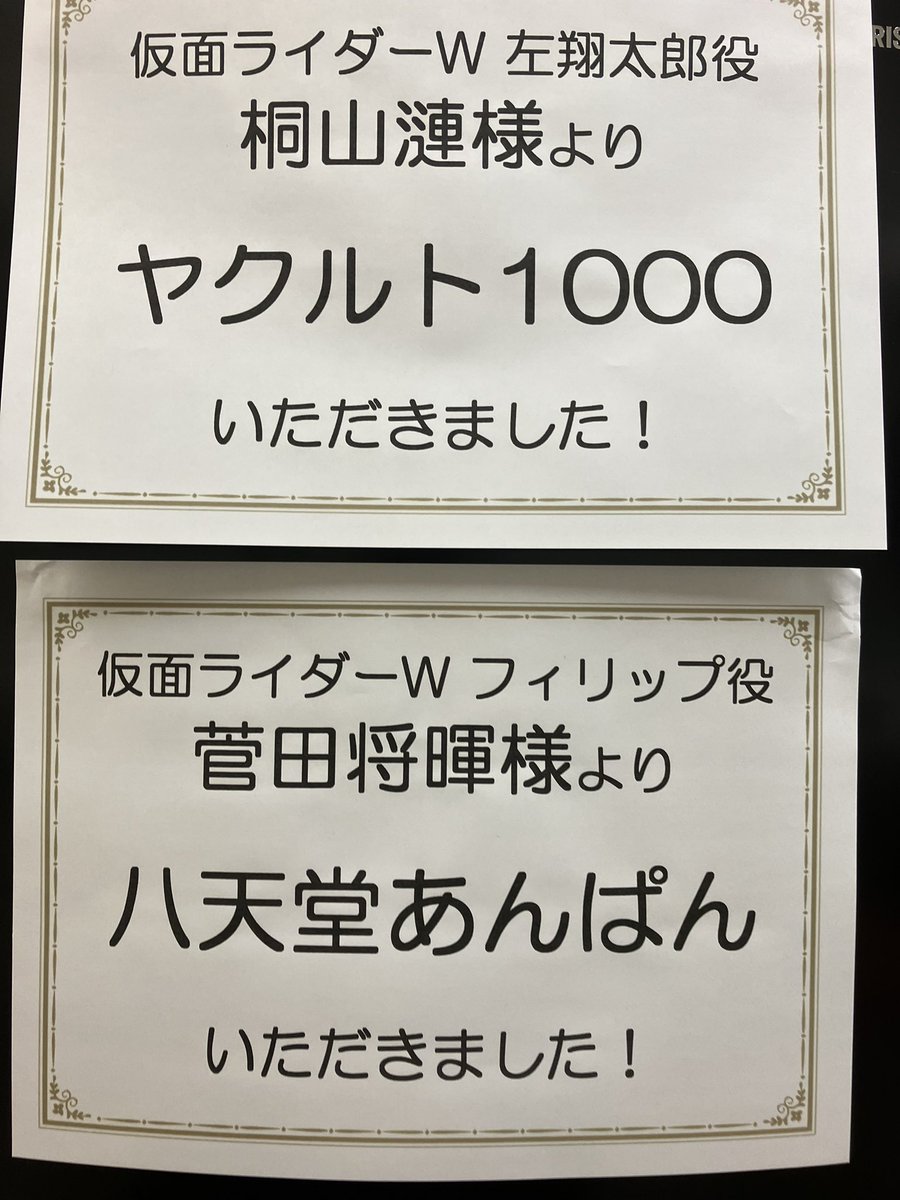 仮面ライダーW 左翔太郎役
桐山漣様より
ヤクルト1000
いただきました！
仮面ライダーW フィリップ役
菅田将暉様より
八天堂あんぱん
いただきました！